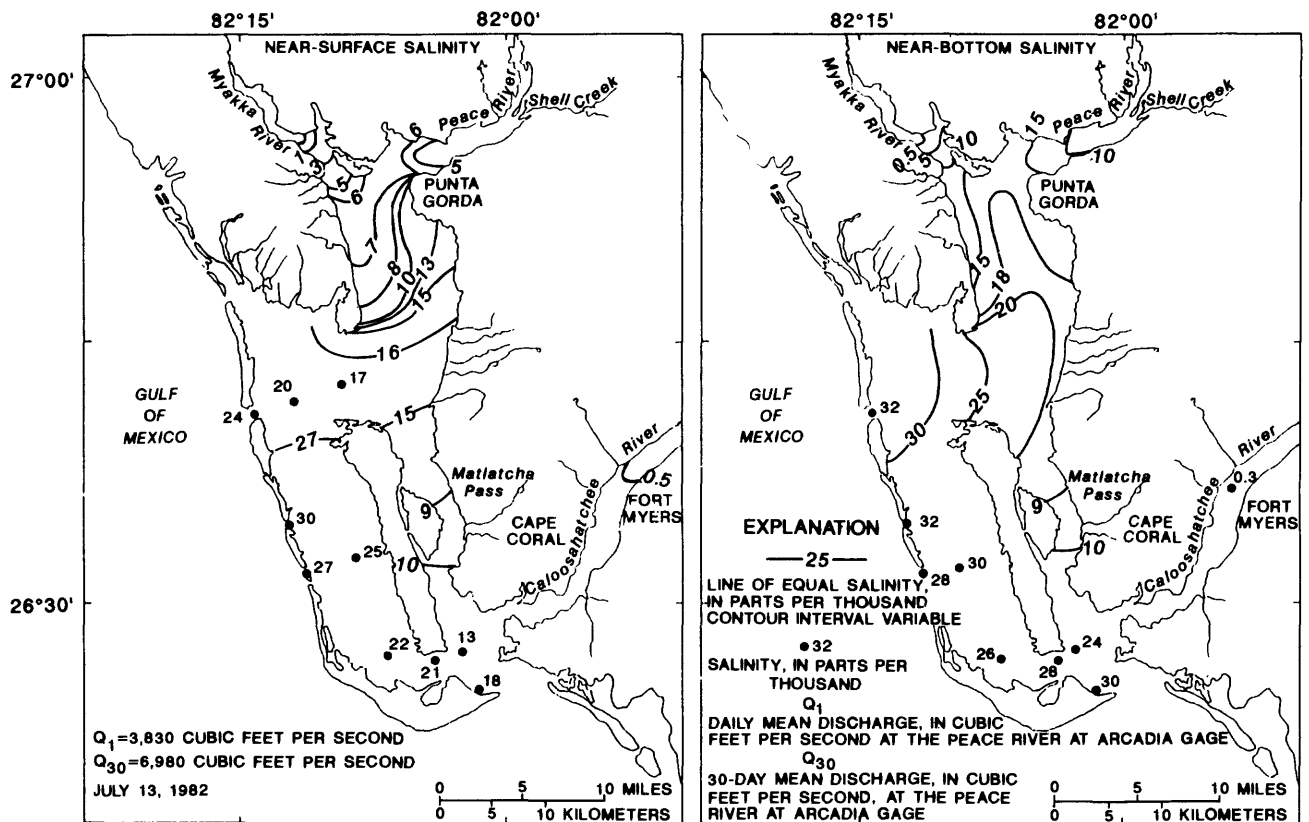 82°15' 82°00'
NEAR-SURFACE SALINITY
27°00'
Myakka River
Peace River
Shell Creek
6
1
3
5
6
5
PUNTA GORDA
7
8
10
13
15
16
20
17
24
15
27
GULF OF MEXICO
Matlatcha Pass
River
0.5
FORT MYERS
9
CAPE CORAL
Caloosahatchee
30
25
10
27
26°30'
22
13
21
18
Q1=3,830 CUBIC FEET PER SECOND
Q30=6,980 CUBIC FEET PER SECOND
JULY 13, 1982
0 5 10 MILES
0 5 10 KILOMETERS
82°15' 82°00'
NEAR-BOTTOM SALINITY
Myakka River
Peace River
Shell Creek
15
10
0.5
5
10
PUNTA GORDA
15
18
20
GULF OF MEXICO
32
25
30
River
Matlatcha Pass
0.3
FORT MYERS
9
CAPE CORAL
Caloosahatchee
32
10
30
28
EXPLANATION
25
LINE OF EQUAL SALINITY,
IN PARTS PER THOUSAND
CONTOUR INTERVAL VARIABLE
32
SALINITY, IN PARTS PER
THOUSAND
26
24
28
30
Q1
DAILY MEAN DISCHARGE, IN CUBIC
FEET PER SECOND AT THE PEACE RIVER AT ARCADIA GAGE
Q30
30-DAY MEAN DISCHARGE, IN CUBIC
FEET PER SECOND, AT THE PEACE
RIVER AT ARCADIA GAGE
0 5 10 MILES
0 5 10 KILOMETERS